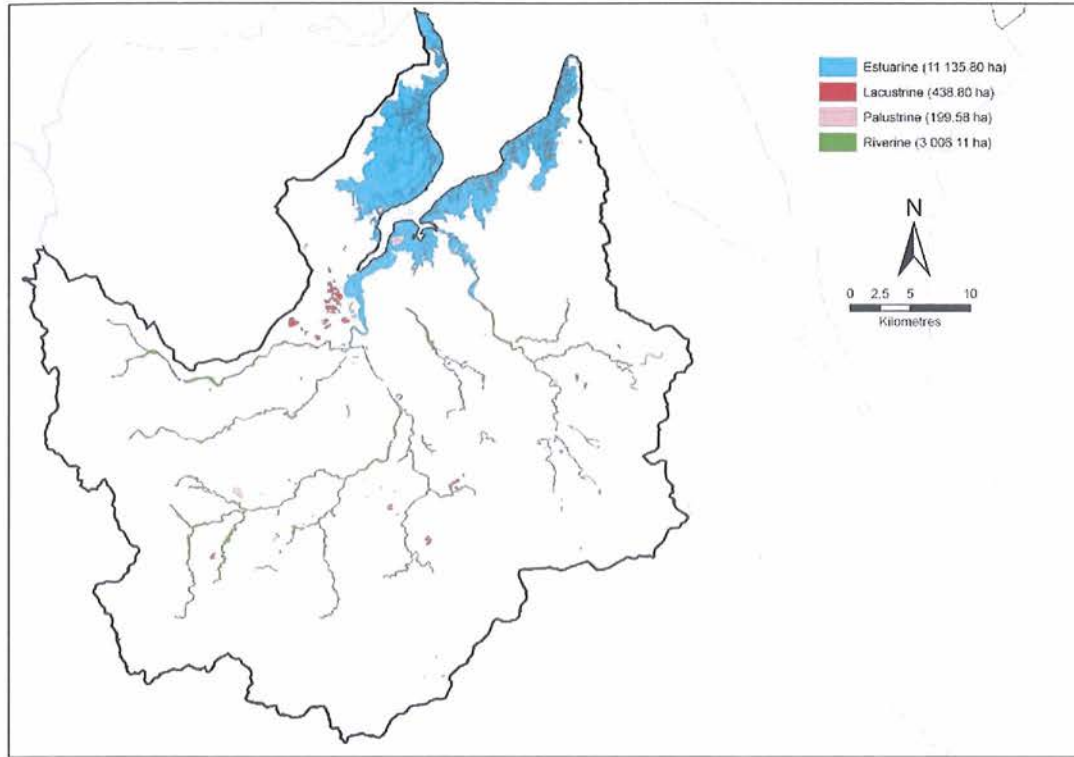 Estuarine (11 135.80 ha)
Lacustrine (438.80 ha)
Palustrine (199.58 ha)
Riverine (3 006 11 ha)
N
0 2.5 5 10
Kilometres